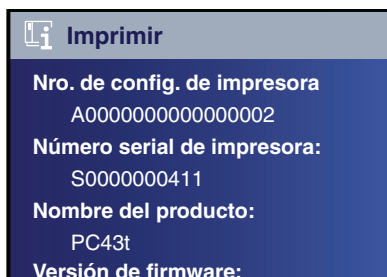 Imprimir
Nro. de config. de impresora
A0000000000000002
Número serial de impresora:
S0000000411
Nombre del producto:
PC43t
Versión de firmware: